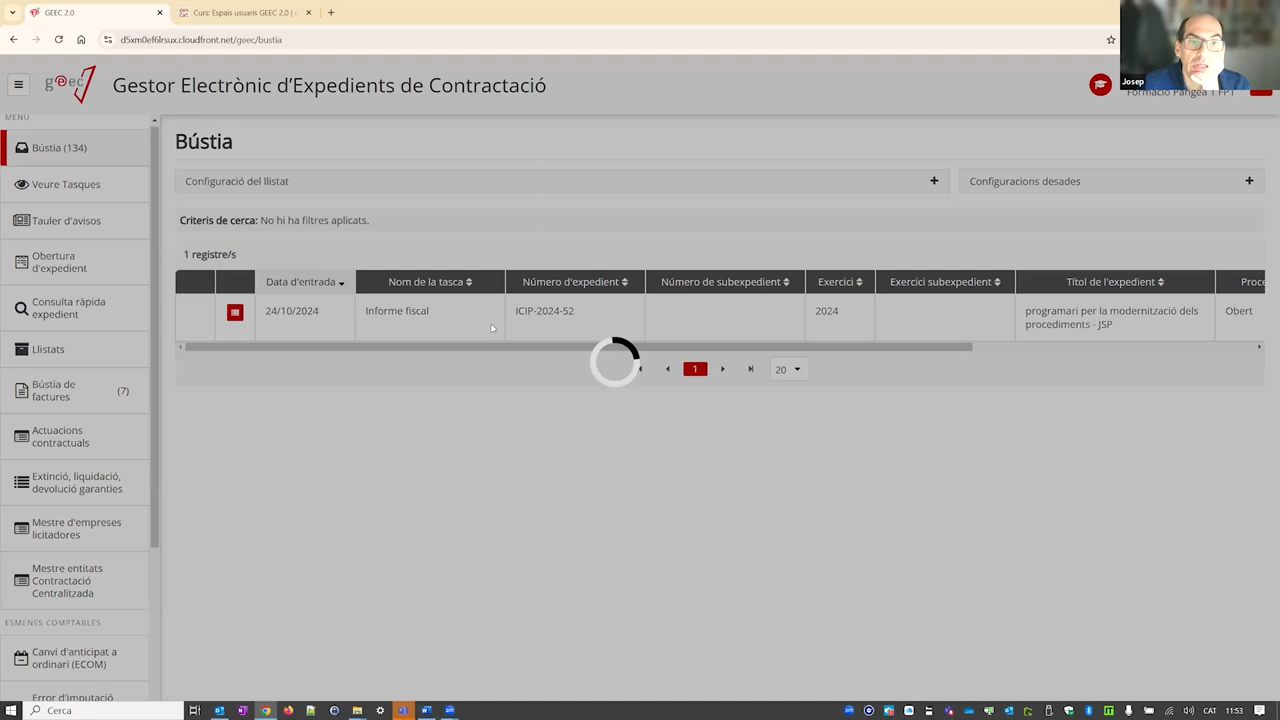 GEEC 2.0
Curs: Espais usuaris GEEC 2.0 |
d5xm0ef6lrsux.cloudfront.net/geec/bustia
geec
Gestor Electrònic d'Expedients de Contractació
Josep
Formació Pangea 1 FPT
MENÚ
Bústia (134)
Veure Tasques
Tauler d'avisos
Obertura
d'expedient
Consulta ràpida
expedient
Llistats
Bústia de
factures
(7)
Actuacions
contractuals
Extinció, liquidació,
devolució garanties
Mestre d'empreses
licitadores
Mestre entitats
Contractació
Centralitzada
ESMENES COMPTABLES
Canvi d'anticipat a
ordinari (ECOM)
Error d'imputació
Bústia
Configuració del llistat
Configuracions desades
Criteris de cerca: No hi ha filtres aplicats.
1 registre/s
Data d'entrada Nom de la tasca Número d'expedient Número de subexpedient Exercici Exercici subexpedient Títol de l'expedient Proce
24/10/2024 Informe fiscal ICIP-2024-52 2024 programari per la modernització dels Obert
procediments - JSP
1 20
Cerca
CAT 11:53